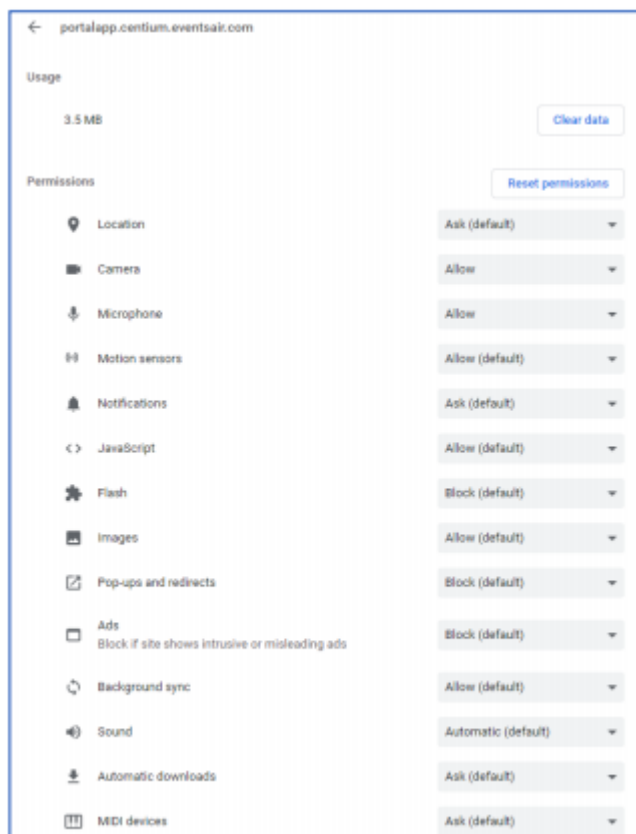 portalapp.centium.eventsair.com
Usage
3.5 MB Clear data
Permissions Reset permissions
Location Ask (default)
Camera Allow
Microphone Allow
Motion sensors Allow (default)
Notifications Ask (default)
JavaScript Allow (default)
Flash Block (default)
Images Allow (default)
Pop-ups and redirects Block (default)
Ads
Block if site shows intrusive or misleading ads Block (default)
Background sync Allow (default)
Sound Automatic (default)
Automatic downloads Ask (default)
MIDI devices Ask (default)